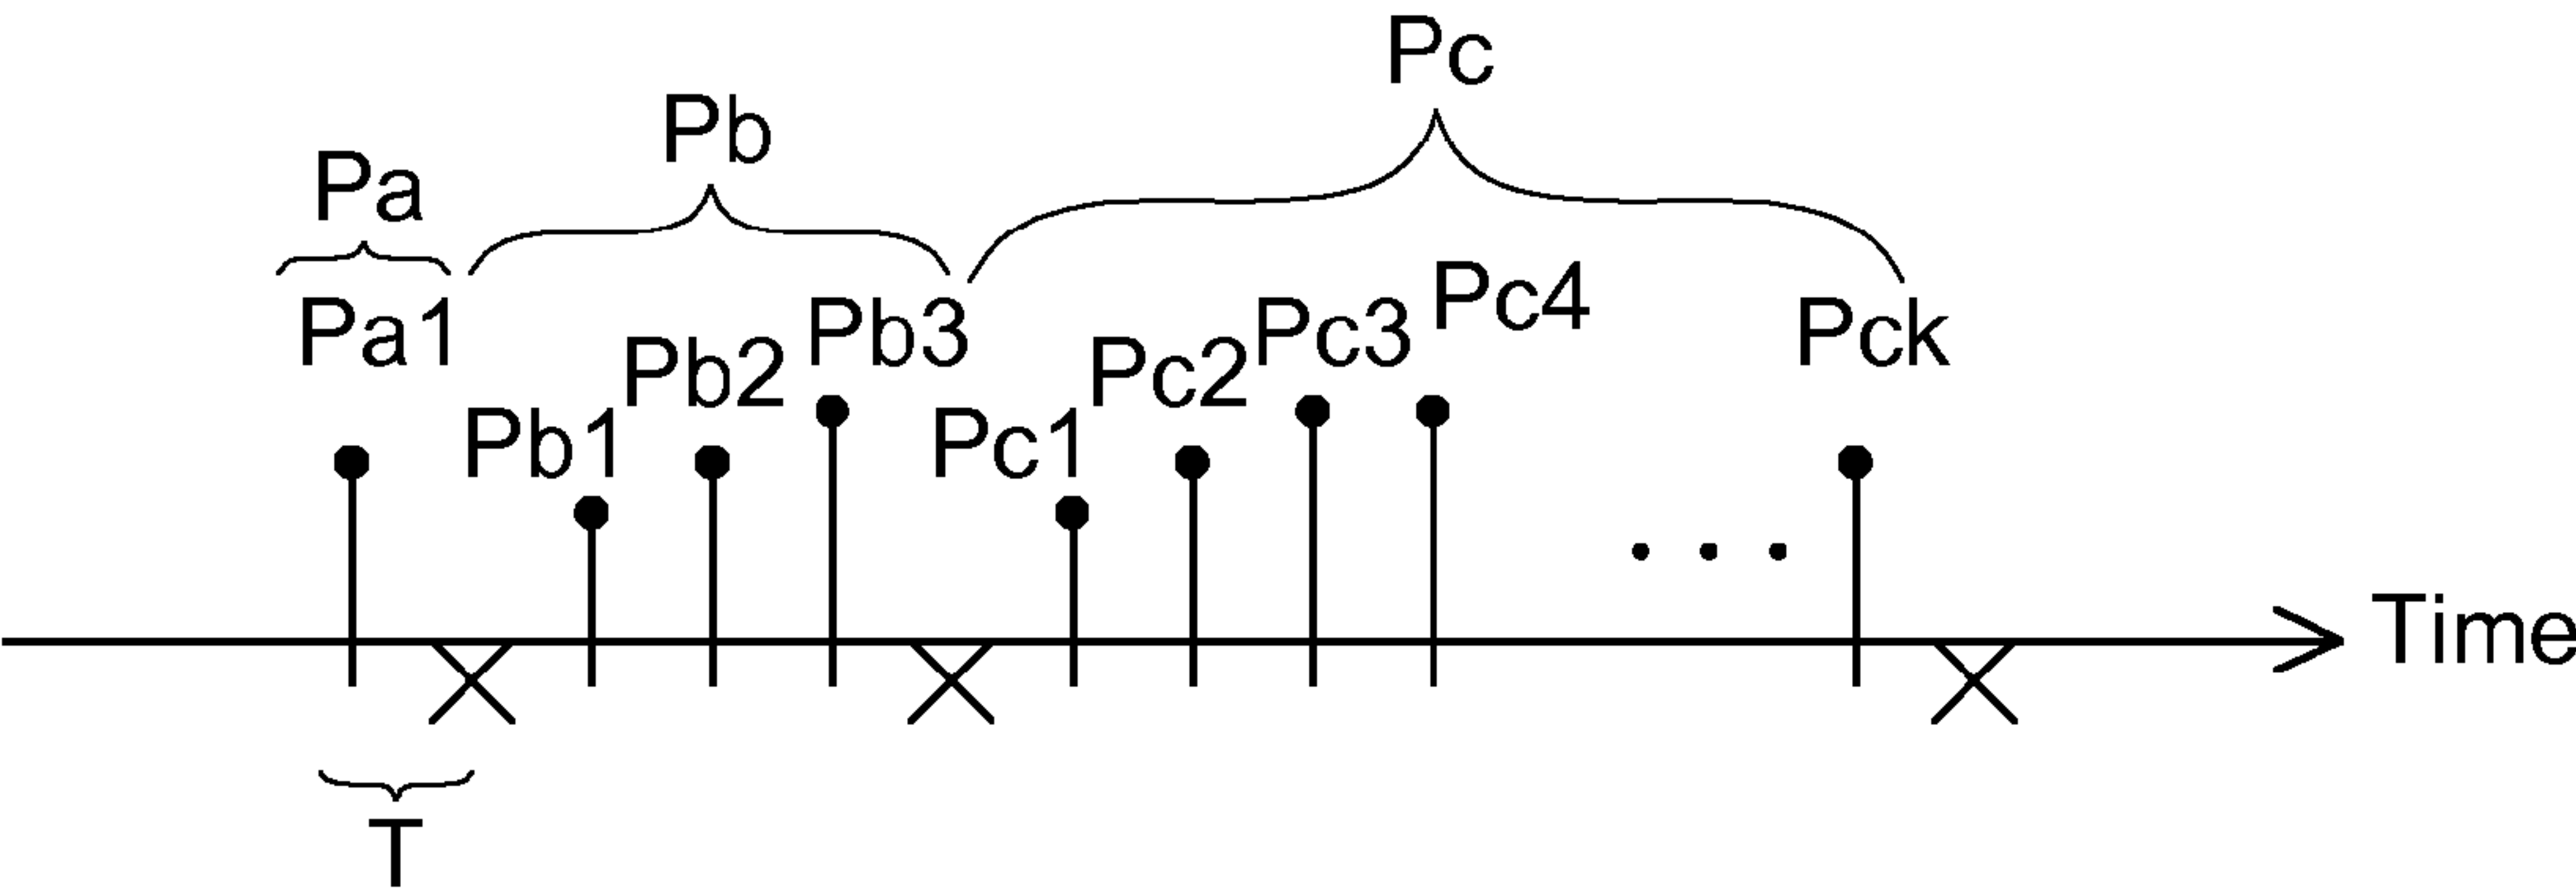 Pc
Pb
Pa
Pa1 Pb1 Pb2 Pb3 Pc1 Pc2 Pc3 Pc4 Pck
. . .
Time
T